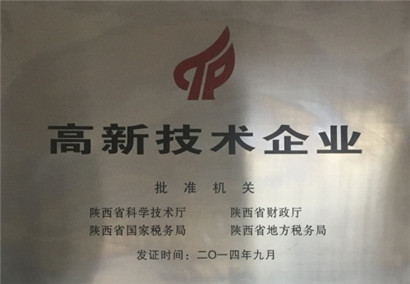 高新技术企业
批准机关
陕西省科学技术厅 陕西省财政厅
陕西省国家税务局 陕西省地方税务局
发证时间：二〇一四年九月